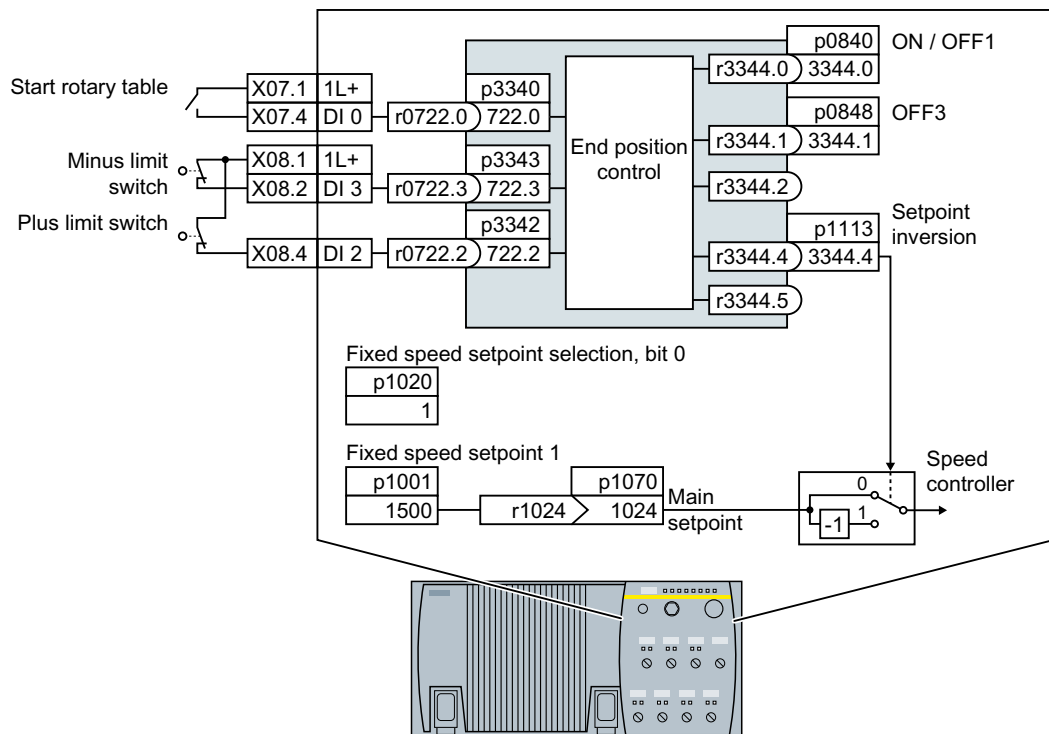 p0840 ON / OFF1
r3344.0 3344.0
Start rotary table X07.1 1L+ p3340
X07.4 DI 0 r0722.0 722.0
p0848 OFF3
r3344.1 3344.1
Minus limit switch X08.1 1L+ p3343
X08.2 DI 3 r0722.3 722.3
End position control
r3344.2
Plus limit switch p3342
X08.4 DI 2 r0722.2 722.2
p1113 Setpoint inversion
r3344.4 3344.4
r3344.5
Fixed speed setpoint selection, bit 0
p1020
1
Fixed speed setpoint 1
p1001 p1070
1500 r1024 1024
Main setpoint
0
1
-1
Speed controller